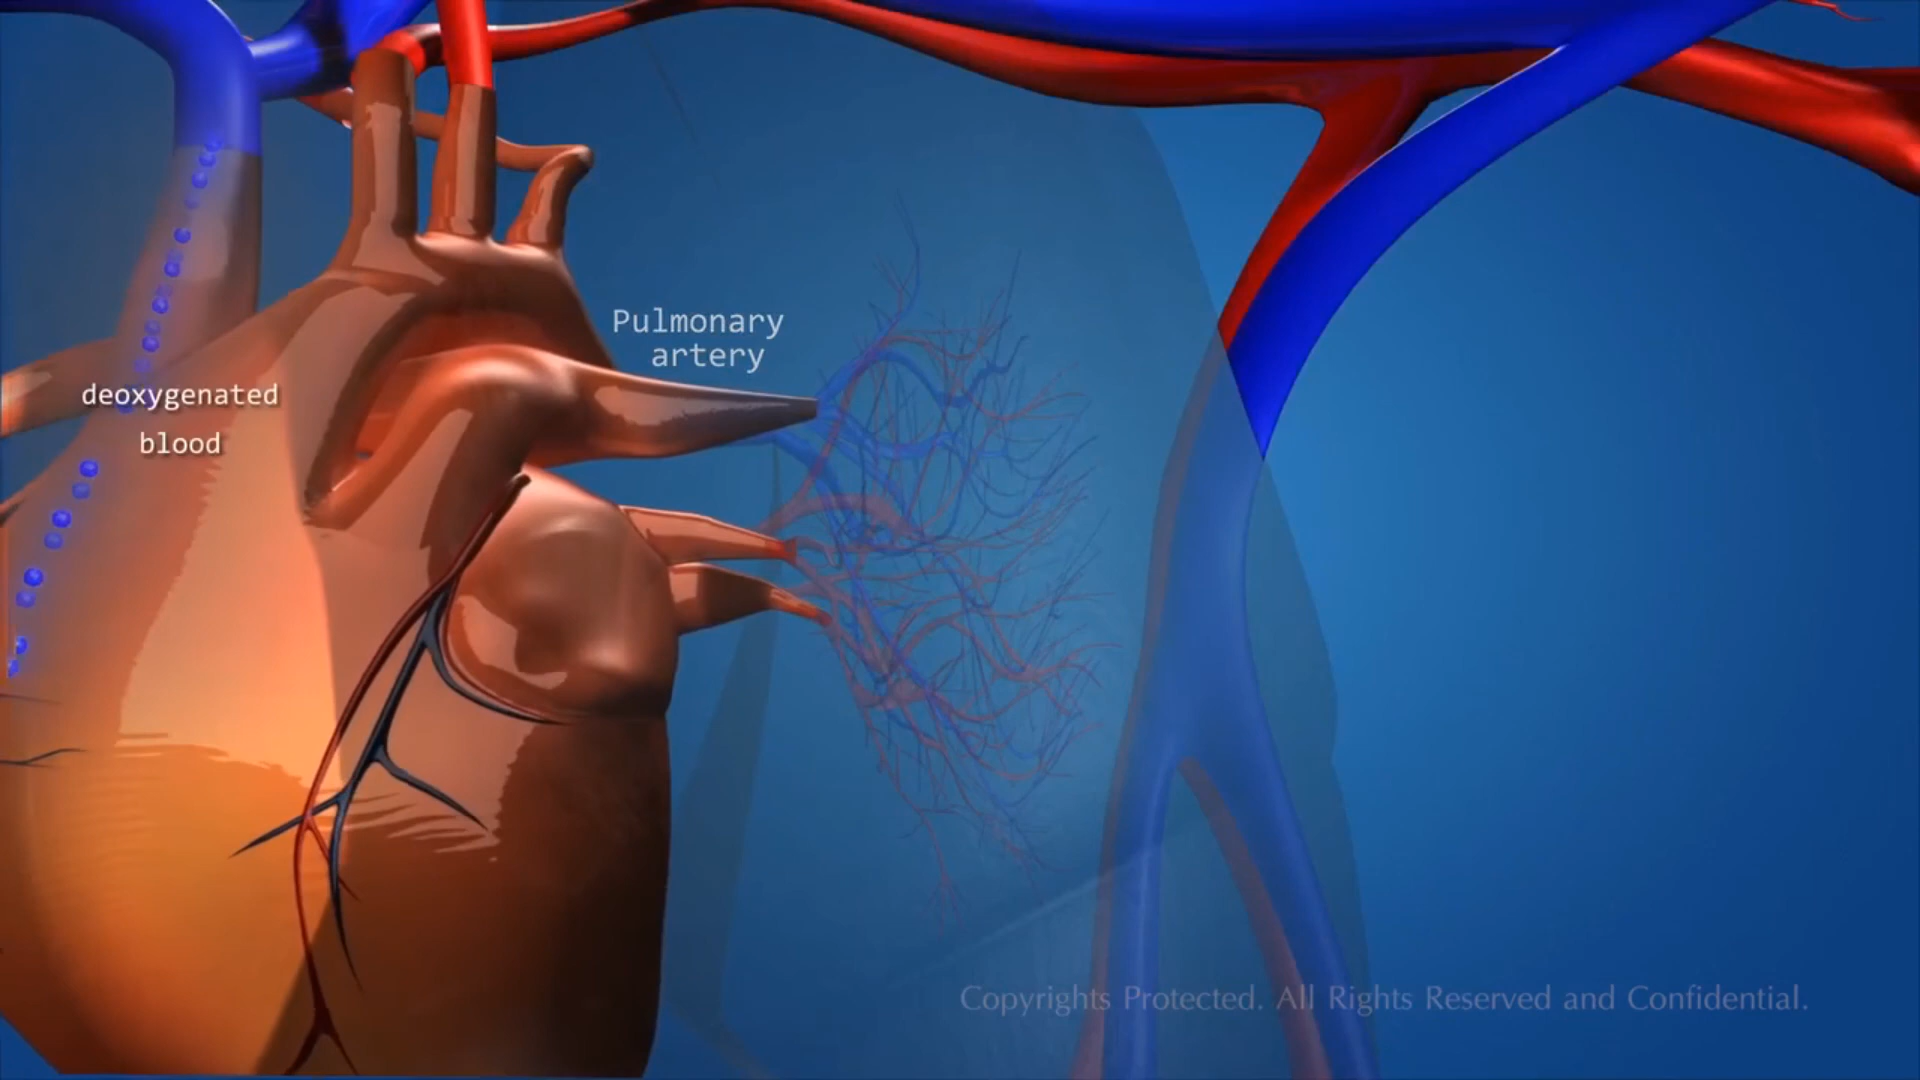 Pulmonary
artery
deoxygenated
blood
Copyrights Protected. All Rights Reserved and Confidential.